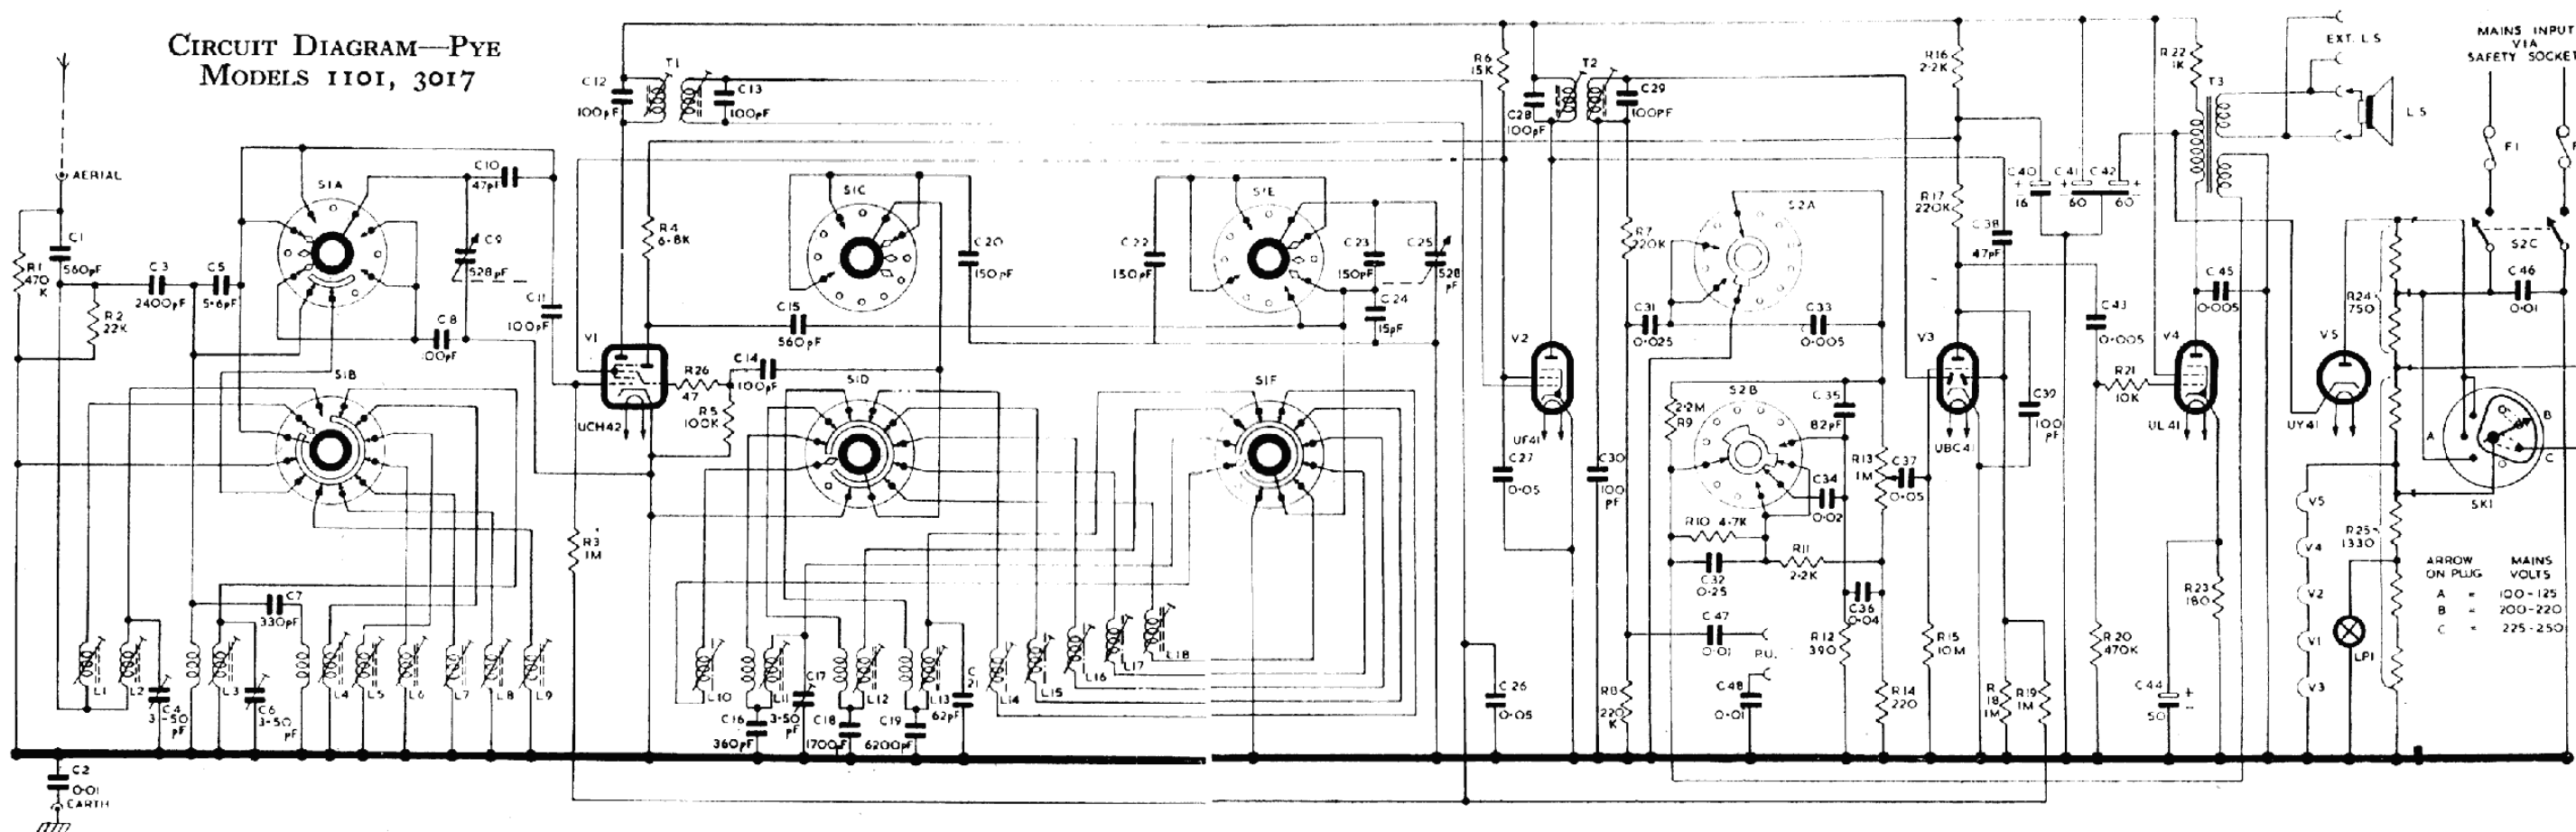 CIRCUIT DIAGRAM—PYE
MODELS 1101, 3017
AERIAL
R1
470
K
C1
560pF
R2
22K
C3
2400pF
C5
5·6pF
S1A
C10
47pF
C9
528pF
C8
100pF
C11
100pF
S1B
C7
330pF
L1
L2
C4
3-50
pF
L3
C6
3-50
pF
L4
L5
L6
L7
L8
L9
C2
0·01
EARTH
C12
100pF
T1
C13
100pF
R4
6·8K
V1
UCH42
R26
47
C14
100pF
R5
100K
R3
1M
S1C
C20
150pF
C15
560pF
S1D
L10
L11
C16
360pF
C17
3-50
pF
L12
C18
1700pF
C19
6200pF
L13
C
21
62pF
L14
L15
L16
L17
L18
C22
150pF
S1E
C23
150pF
C25
528
pF
C24
15pF
S1F
R6
15K
C28
100pF
T2
C29
100PF
V2
UF41
C27
0·05
C30
100
pF
C26
0·05
R7
220K
C31
0·025
S2A
C33
0·005
S2B
2·2M
R9
C35
82pF
R13
1M
C34
0·02
C37
0·05
R10 4·7K
R11
2·2K
C32
0·25
C36
0·04
C47
0·01
P.U.
R12
390
C48
0·01
R8
220
K
R14
220
R16
2·2K
R17
220K
C38
47pF
V3
UBC41
C39
100
pF
R15
10M
R
18
1M
R19
1M
C40
16
C41
60
C42
60
C43
0·005
R21
10K
R20
470K
V4
UL41
C44
50
R23
180
R22
1K
T3
C45
0·005
EXT. L S
L S
V5
UY41
V5
V4
V2
V1
V3
R24
750
R25
1330
LP1
MAINS INPUT
VIA
SAFETY SOCKET
F1
S2C
C46
0·01
A
B
C
SK1
ARROW
ON PLUG
MAINS
VOLTS
A = 100-125
B = 200-220
C = 225-250